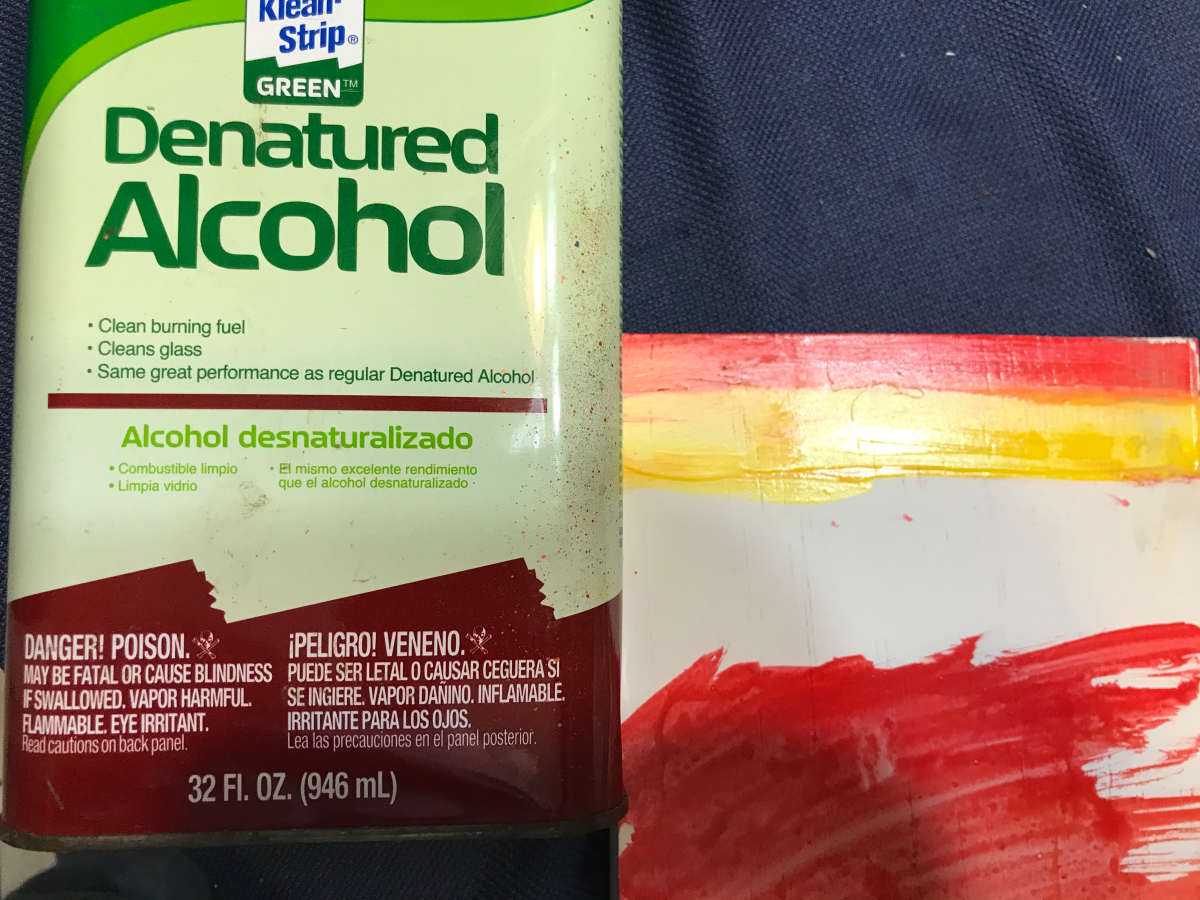 Klean-
Strip®
GREEN™
Denatured
Alcohol
• Clean burning fuel
• Cleans glass
• Same great performance as regular Denatured Alcohol
Alcohol desnaturalizado
• Combustible limpio
• Limpia vidrio
• El mismo excelente rendimiento
que el alcohol desnaturalizado
DANGER! POISON.
MAY BE FATAL OR CAUSE BLINDNESS
IF SWALLOWED. VAPOR HARMFUL.
FLAMMABLE. EYE IRRITANT.
Read cautions on back panel.
¡PELIGRO! VENENO.
PUEDE SER LETAL O CAUSAR CEGUERA SI
SE INGIERE. VAPOR DAÑINO. INFLAMABLE.
IRRITANTE PARA LOS OJOS.
Lea las precauciones en el panel posterior.
32 FL. OZ. (946 mL)